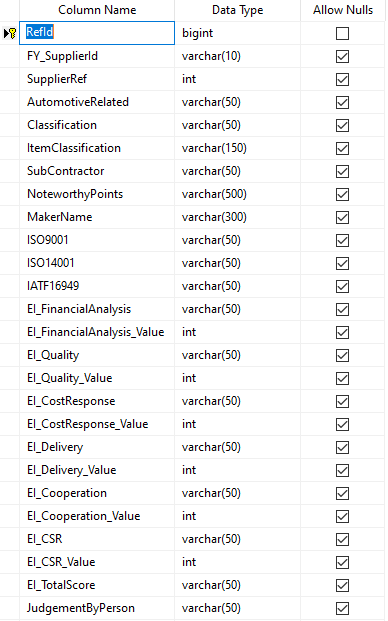 Column Name Data Type Allow Nulls
RefId bigint
FY_SupplierId varchar(10)
SupplierRef int
AutomotiveRelated varchar(50)
Classification varchar(50)
ItemClassification varchar(150)
SubContractor varchar(50)
NoteworthyPoints varchar(500)
MakerName varchar(300)
ISO9001 varchar(50)
ISO14001 varchar(50)
IATF16949 varchar(50)
EI_FinancialAnalysis varchar(50)
EI_FinancialAnalysis_Value int
EI_Quality varchar(50)
EI_Quality_Value int
EI_CostResponse varchar(50)
EI_CostResponse_Value int
EI_Delivery varchar(50)
EI_Delivery_Value int
EI_Cooperation varchar(50)
EI_Cooperation_Value int
EI_CSR varchar(50)
EI_CSR_Value int
EI_TotalScore varchar(50)
JudgementByPerson varchar(50)